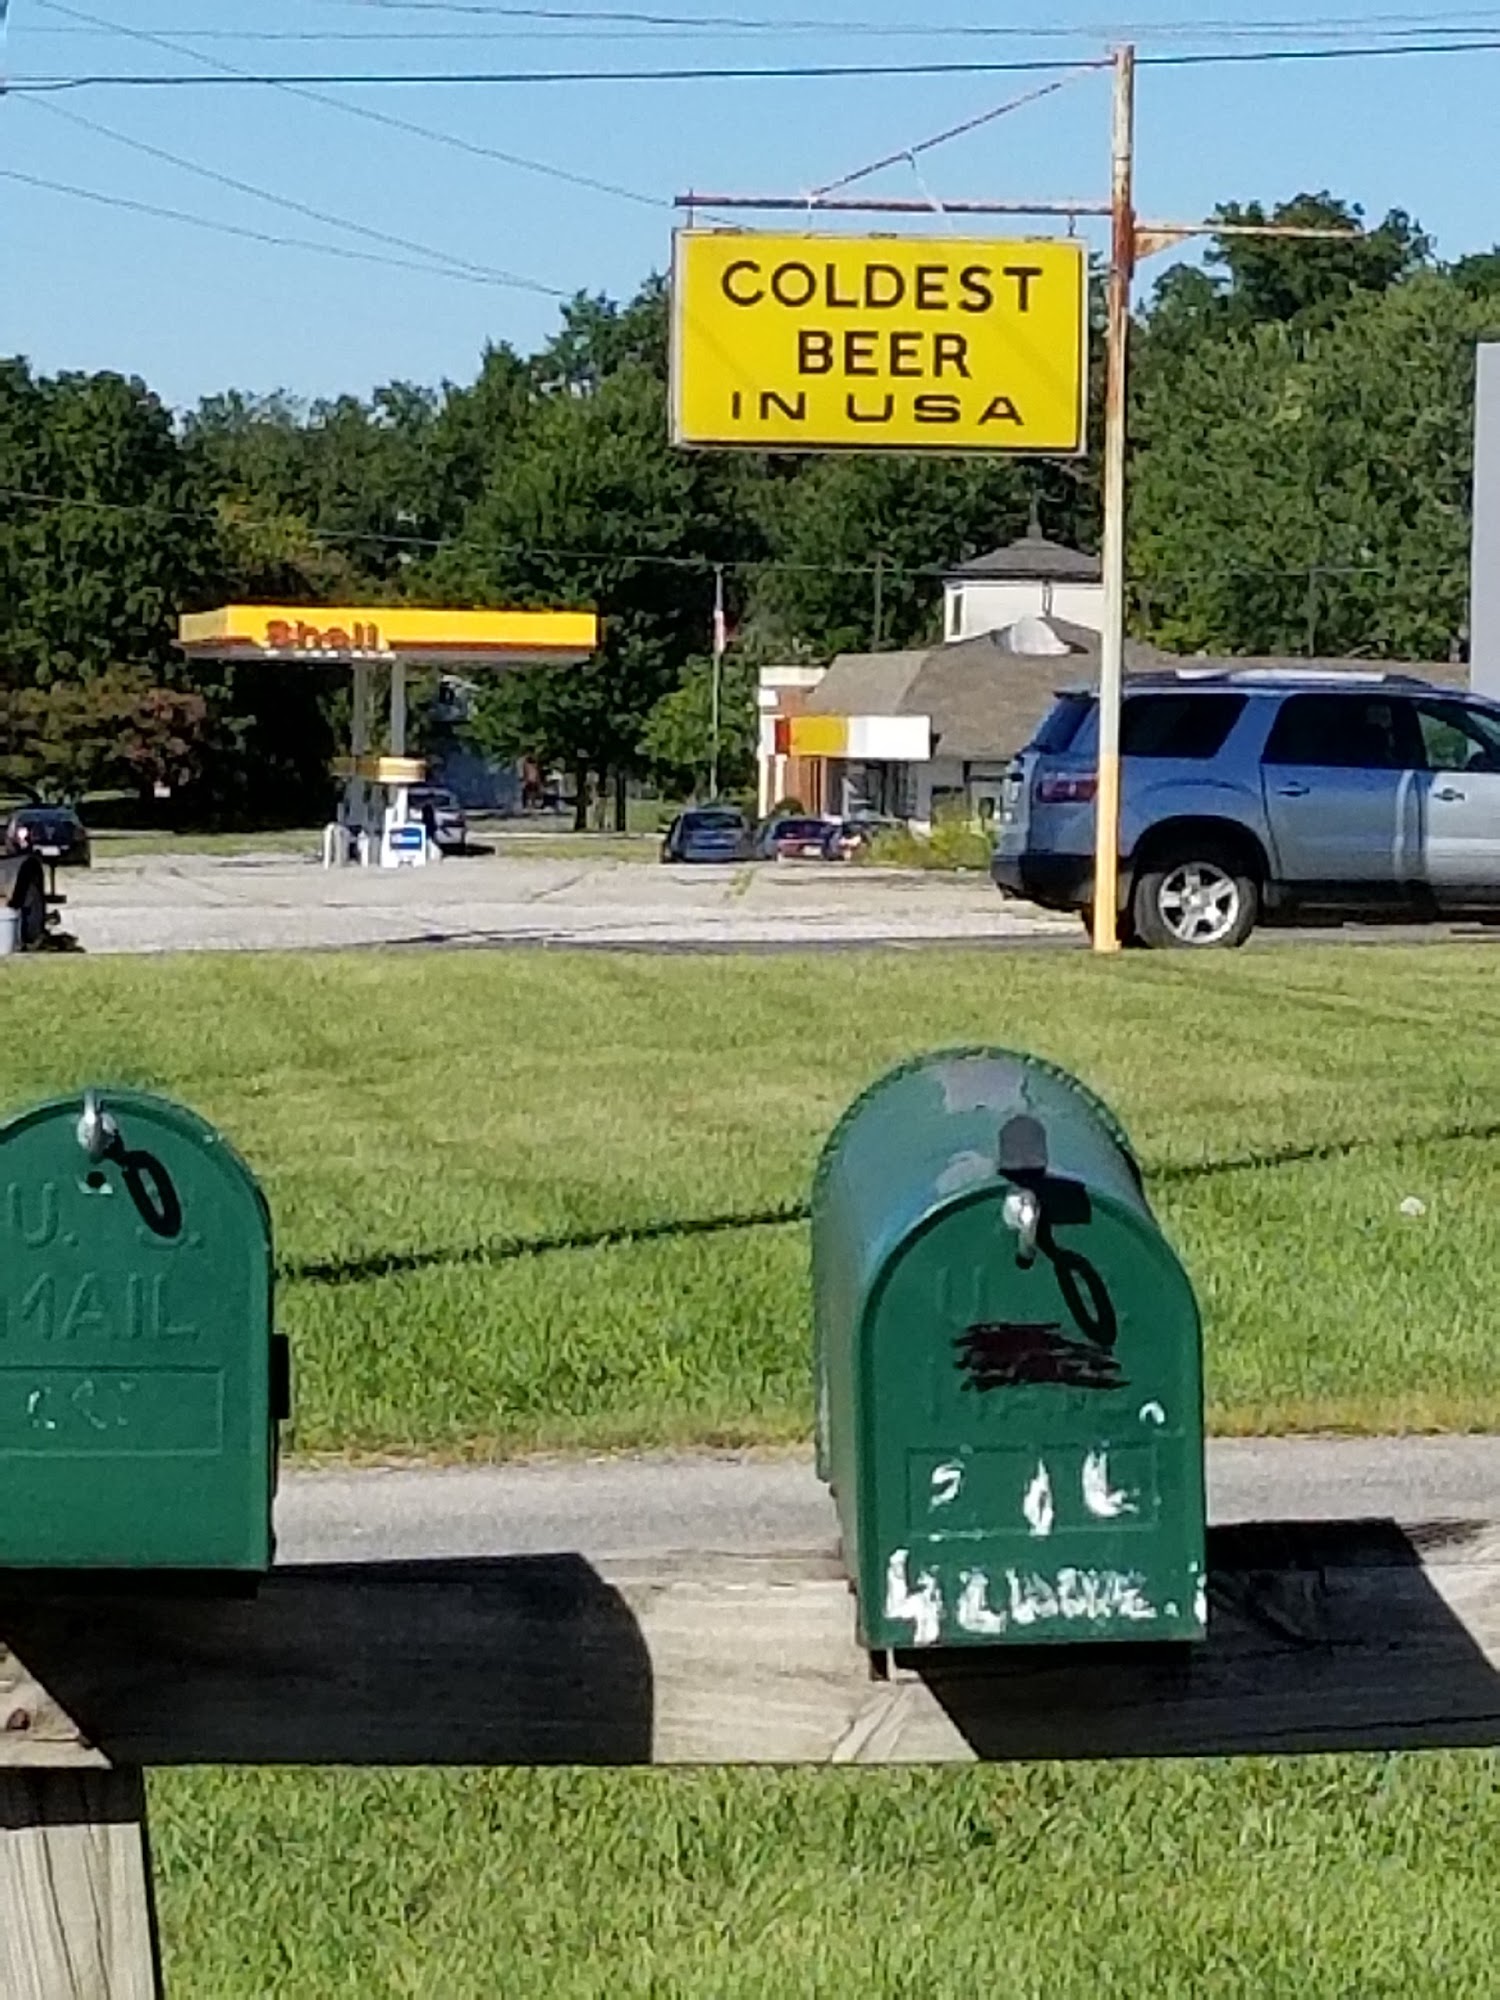 COLDEST
BEER
IN USA
Shell
U. S.
MAIL